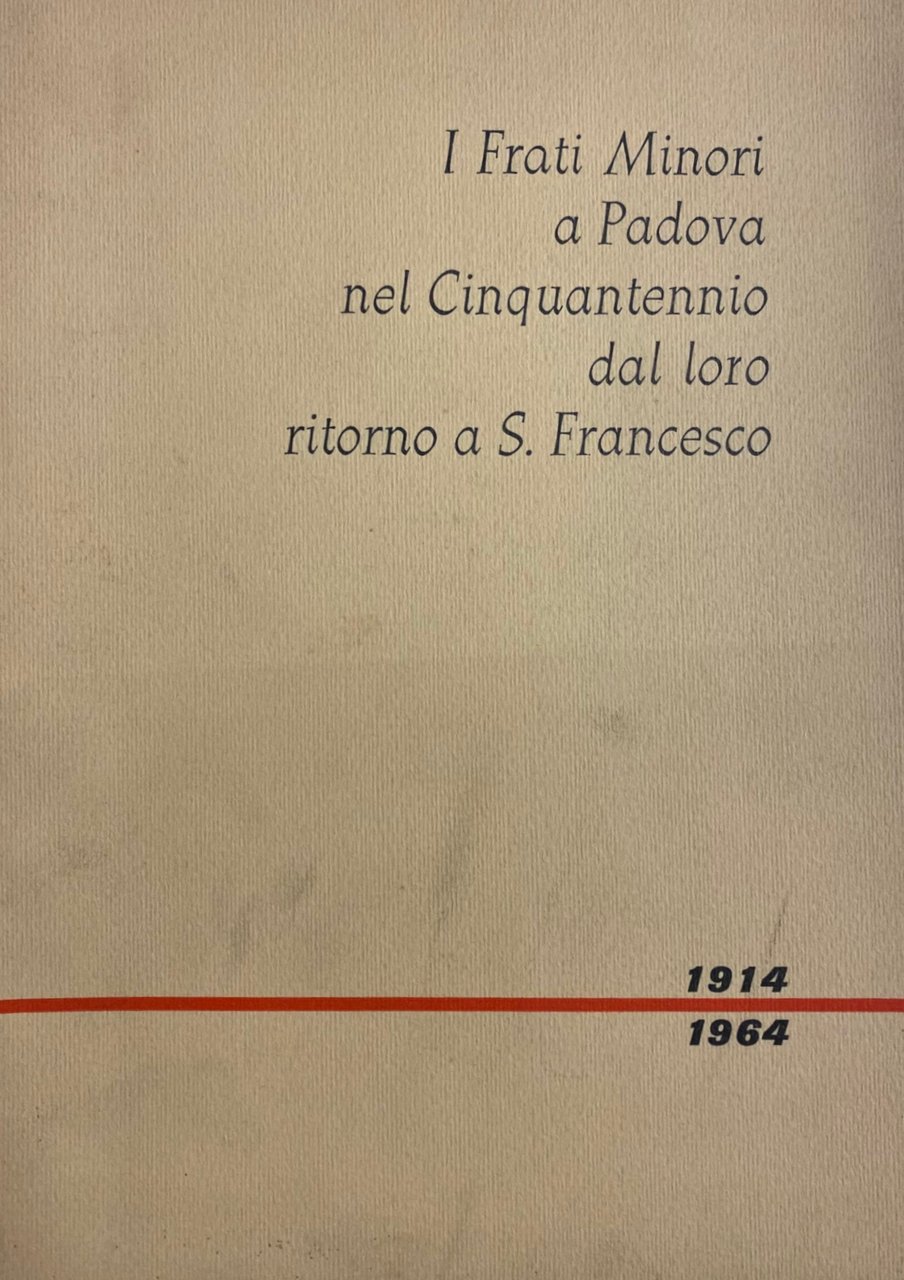 I Frati Minori
a Padova
nel Cinquantennio
dal loro
ritorno a S. Francesco
1914
1964